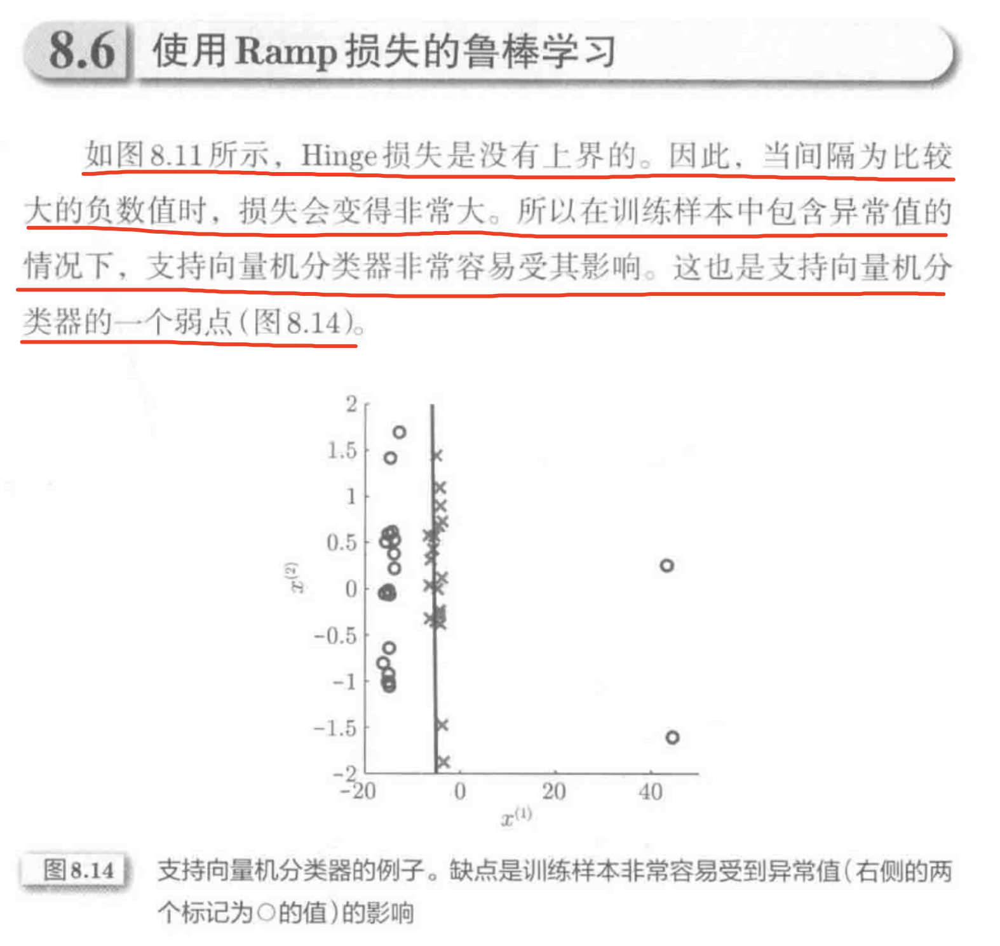 8.6 使用Ramp损失的鲁棒学习
如图8.11所示，Hinge损失是没有上界的。因此，当间隔为比较
大的负数值时，损失会变得非常大。所以在训练样本中包含异常值的
情况下，支持向量机分类器非常容易受其影响。这也是支持向量机分
类器的一个弱点（图8.14）。
2
1.5
1
0.5
0
-0.5
-1
-1.5
-2
x^(2)
-20 0 20 40
x^(1)
图8.14 支持向量机分类器的例子。缺点是训练样本非常容易受到异常值（右侧的两
个标记为○的值）的影响